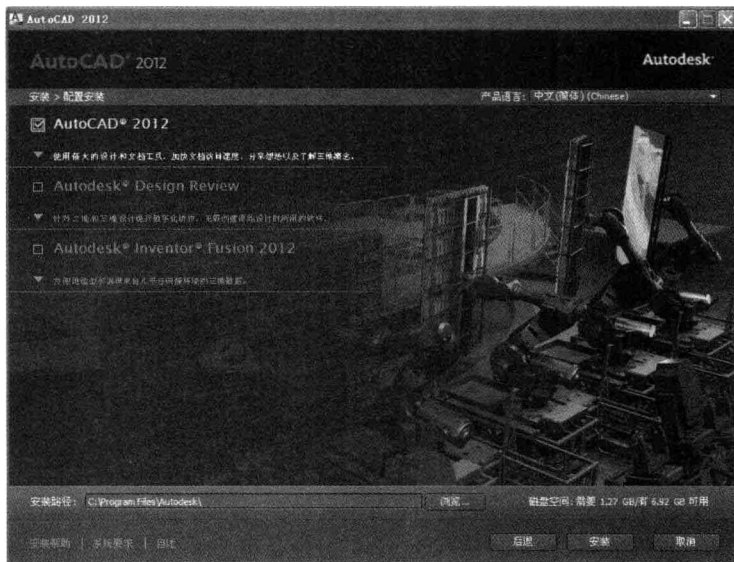 AutoCAD 2012
AutoCAD® 2012
Autodesk
安装 > 配置安装
产品语言: 中文(简体) (Chinese)
AutoCAD® 2012
使用强大的设计和文档工具，加快文档访问速度，分享想法以及了解三维概念。
Autodesk® Design Review
Autodesk® Inventor® Fusion 2012
安装路径: C:\Program Files\Autodesk\
浏览...
磁盘空间: 需要 1.27 GB/有 6.92 GB 可用
安装帮助 | 系统要求 | 自述
后退
安装
取消